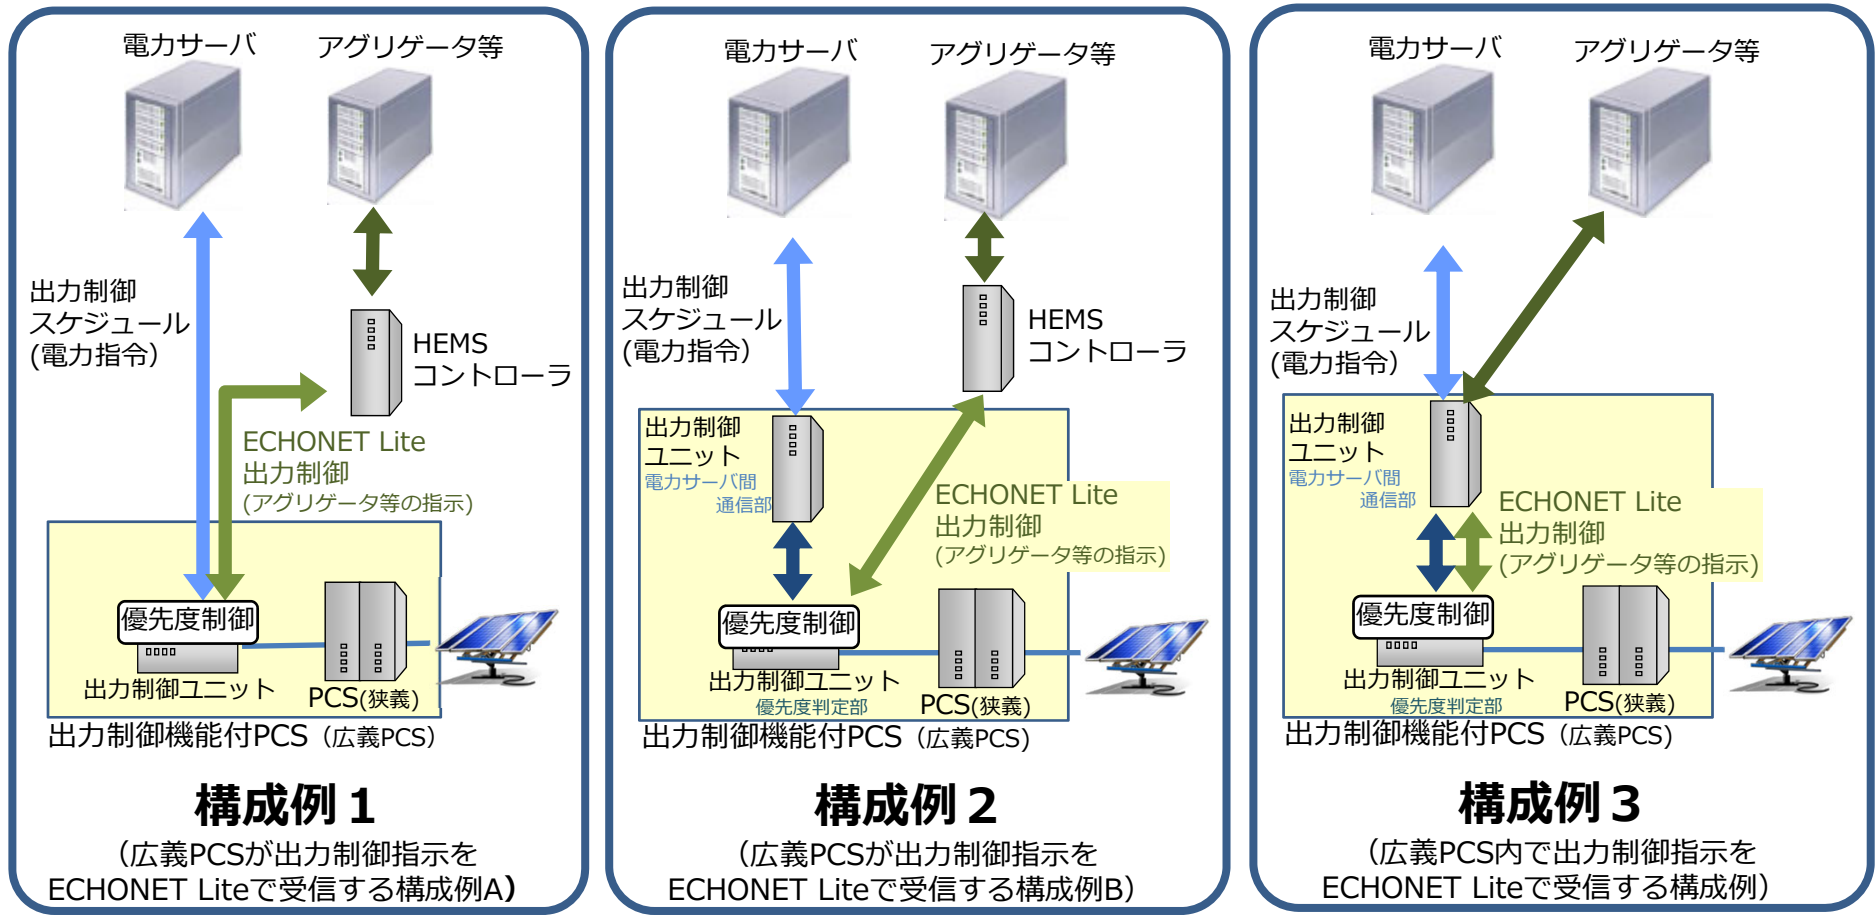 電力サーバ
アグリゲータ等
出力制御
スケジュール
(電力指令)
HEMS
コントローラ
ECHONET Lite
出力制御
(アグリゲータ等の指示)
優先度制御
出力制御ユニット
PCS(狭義)
出力制御機能付PCS（広義PCS）
構成例１
（広義PCSが出力制御指示を
ECHONET Liteで受信する構成例A）
電力サーバ
アグリゲータ等
出力制御
スケジュール
(電力指令)
HEMS
コントローラ
出力制御
ユニット
電力サーバ間
通信部
ECHONET Lite
出力制御
(アグリゲータ等の指示)
優先度制御
出力制御ユニット
優先度判定部
PCS(狭義)
出力制御機能付PCS（広義PCS)
構成例２
（広義PCSが出力制御指示を
ECHONET Liteで受信する構成例B）
電力サーバ
アグリゲータ等
出力制御
スケジュール
(電力指令)
出力制御
ユニット
電力サーバ間
通信部
ECHONET Lite
出力制御
(アグリゲータ等の指示)
優先度制御
出力制御ユニット
優先度判定部
PCS(狭義)
出力制御機能付PCS（広義PCS)
構成例３
（広義PCS内で出力制御指示を
ECHONET Liteで受信する構成例）